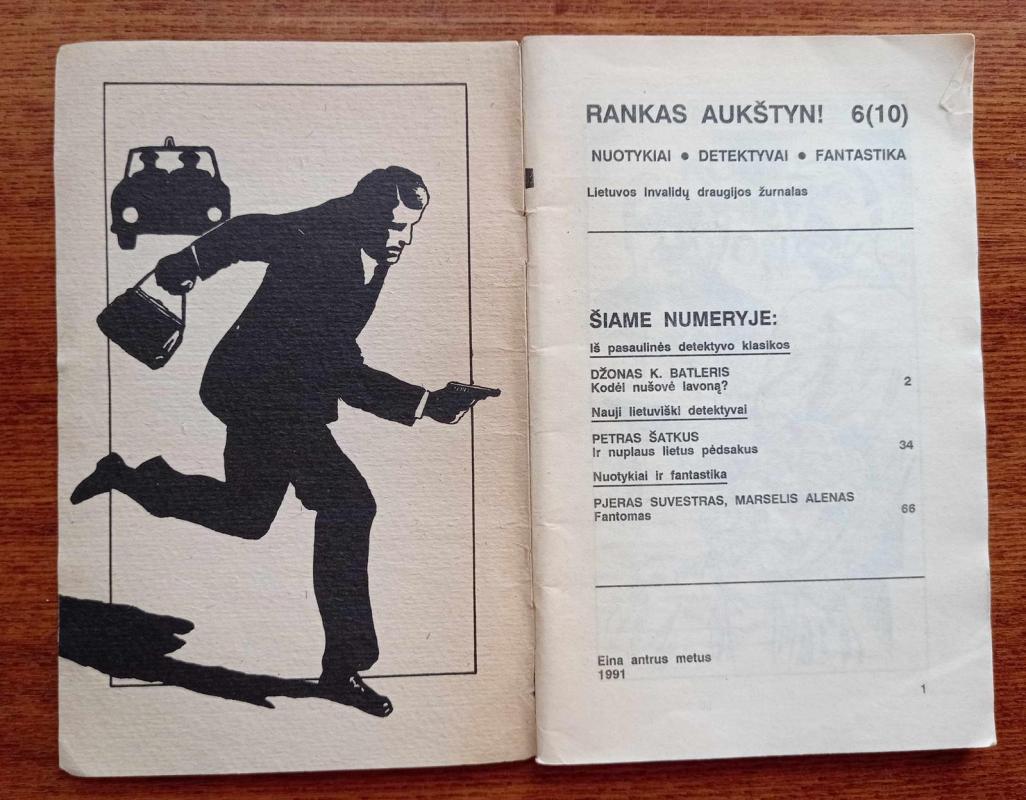 RANKAS AUKŠTYN! 6(10)
NUOTYKIAI ● DETEKTYVAI ● FANTASTIKA
Lietuvos Invalidų draugijos žurnalas
ŠIAME NUMERYJE:
Iš pasaulinės detektyvo klasikos
DŽONAS K. BATLERIS
Kodėl nušovė lavoną? 2
Nauji lietuviški detektyvai
PETRAS ŠATKUS
Ir nuplaus lietus pėdsakus 34
Nuotykiai ir fantastika
PJERAS SUVESTRAS, MARSELIS ALENAS
Fantomas 66
Eina antrus metus
1991
1